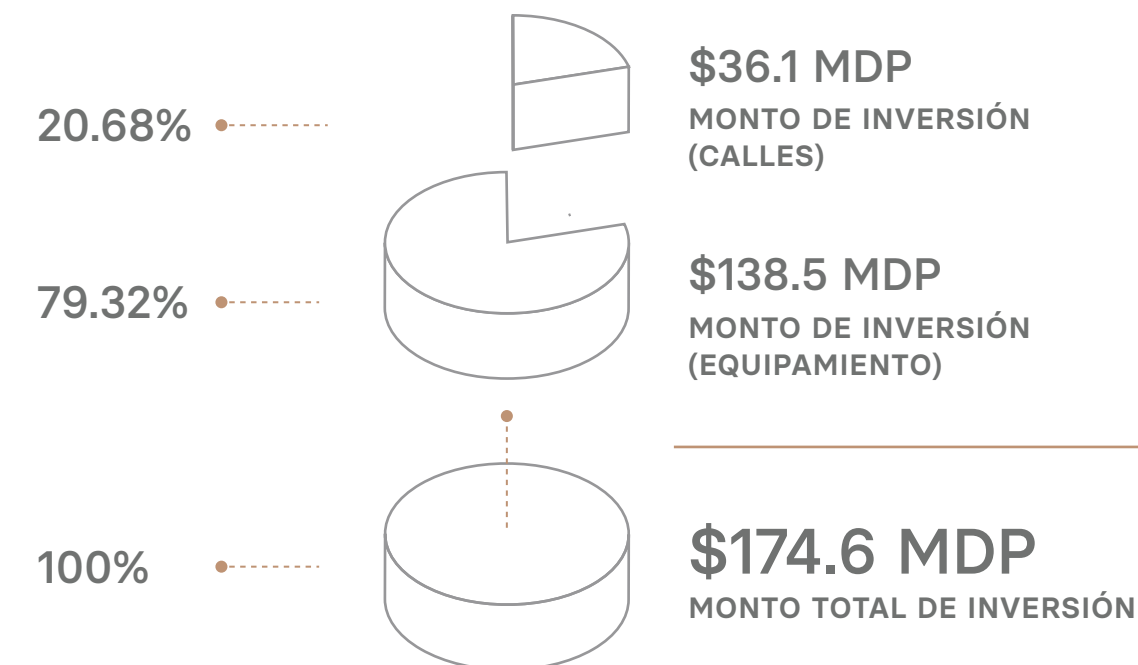 20.68%
$36.1 MDP
MONTO DE INVERSIÓN
(CALLES)
79.32%
$138.5 MDP
MONTO DE INVERSIÓN
(EQUIPAMIENTO)
100%
$174.6 MDP
MONTO TOTAL DE INVERSIÓN